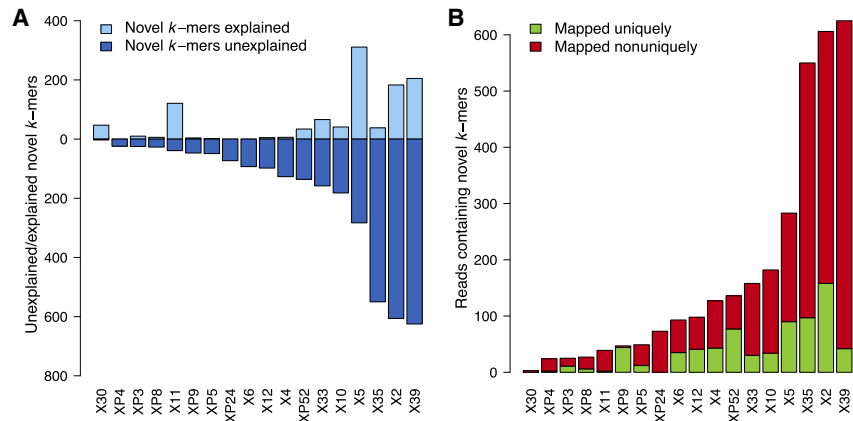 A
Novel k−mers explained
Novel k−mers unexplained
Unexplained/explained novel k−mers
400
200
0
200
400
600
800
X30 XP4 XP3 XP8 X11 XP9 XP5 XP24 X6 X12 X4 XP52 X33 X10 X5 X35 X2 X39
B
Mapped uniquely
Mapped nonuniquely
Reads containing novel k−mers
600
500
400
300
200
100
0
X30 XP4 XP3 XP8 X11 XP9 XP5 XP24 X6 X12 X4 XP52 X33 X10 X5 X35 X2 X39